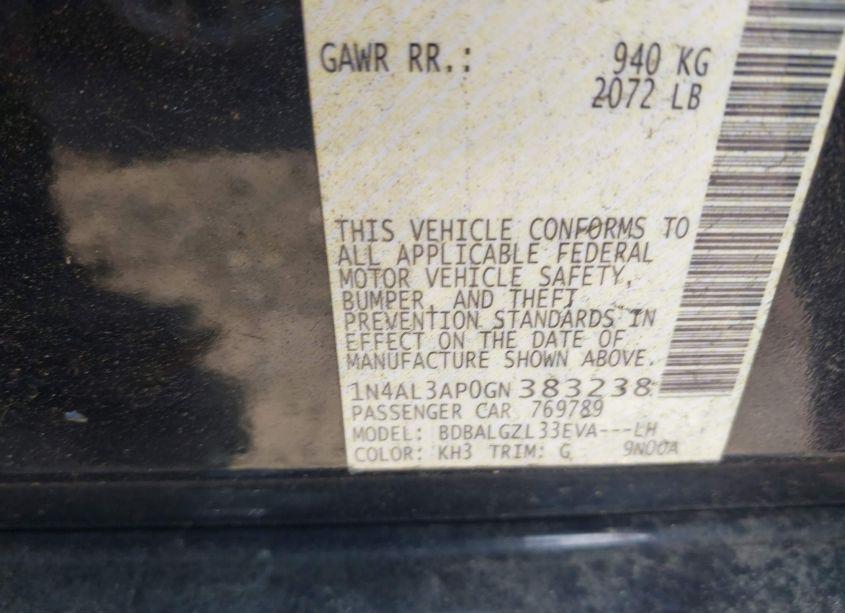 GAWR RR.: 940 KG
2072 LB
THIS VEHICLE CONFORMS TO
ALL APPLICABLE FEDERAL
MOTOR VEHICLE SAFETY,
BUMPER, AND THEFT
PREVENTION STANDARDS IN
EFFECT ON THE DATE OF
MANUFACTURE SHOWN ABOVE.
1N4AL3AP0GN 383238
PASSENGER CAR 769789
MODEL: BDBALGZL33EVA---LH
COLOR: KH3 TRIM: G 9N00A